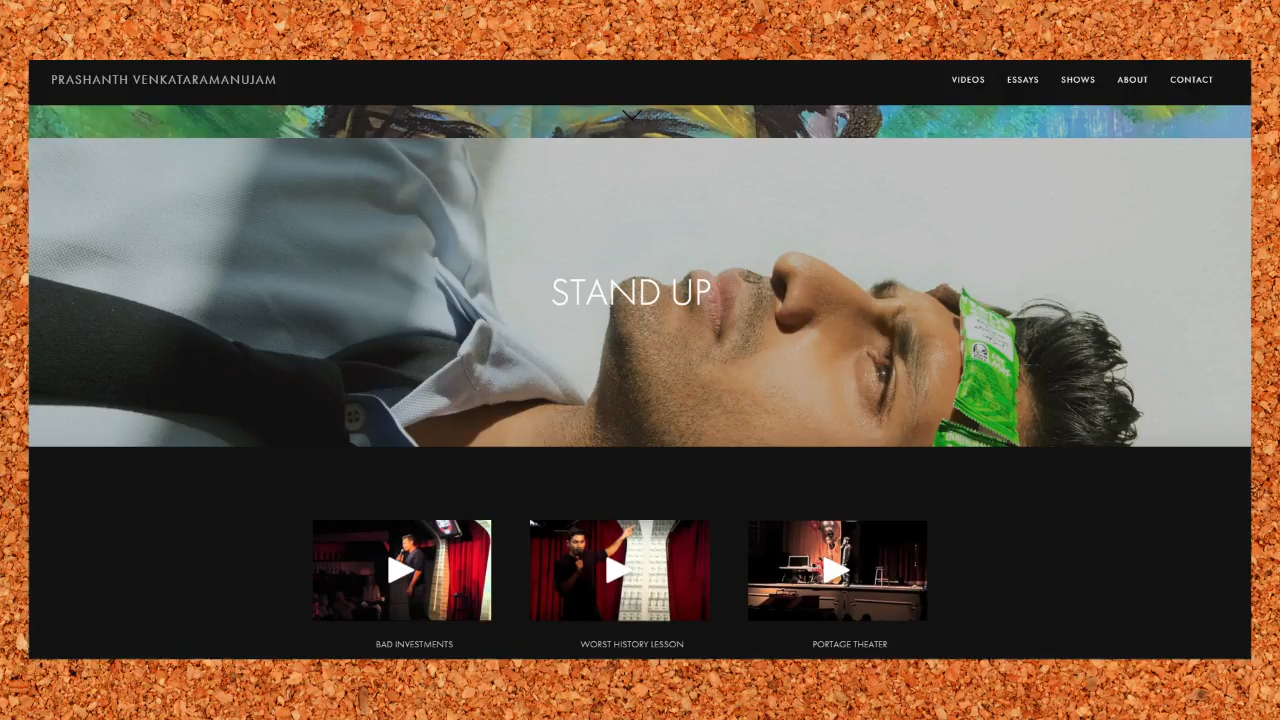 PRASHANTH VENKATARAMANUJAM
VIDEOS ESSAYS SHOWS ABOUT CONTACT
STAND UP
BAD INVESTMENTS
WORST HISTORY LESSON
PORTAGE THEATER